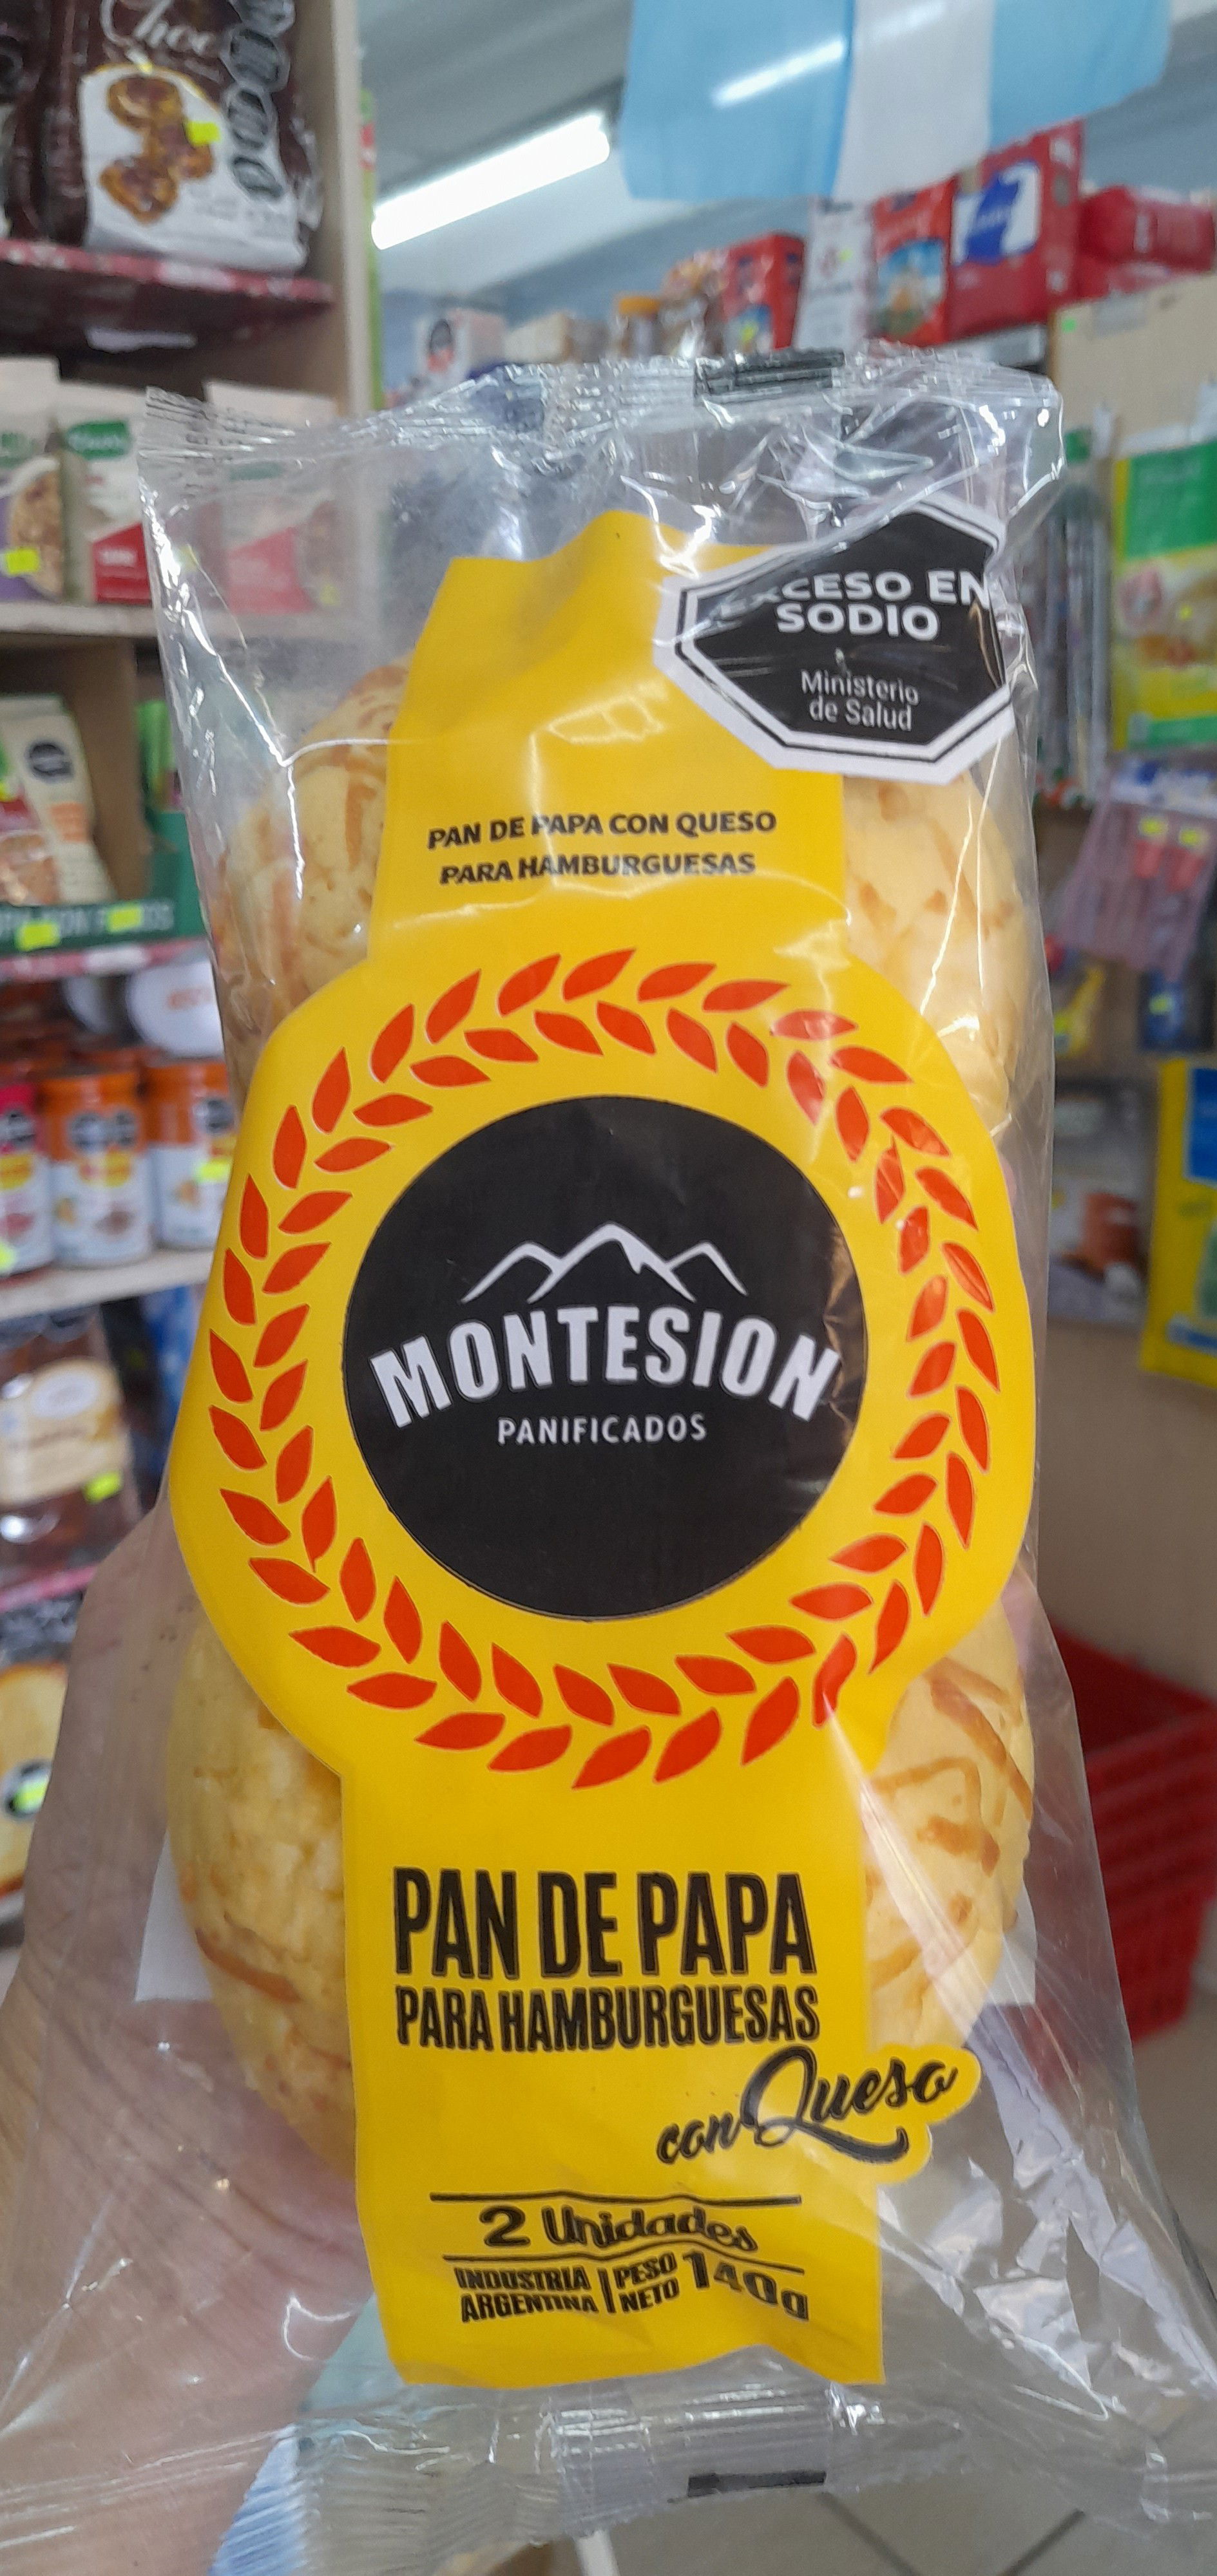 Choc
EXCESO EN
SODIO
Ministerio
de Salud
PAN DE PAPA CON QUESO
PARA HAMBURGUESAS
MONTESION
PANIFICADOS
PAN DE PAPA
PARA HAMBURGUESAS
con Queso
2 Unidades
INDUSTRIA
ARGENTINA
PESO
NETO
140g